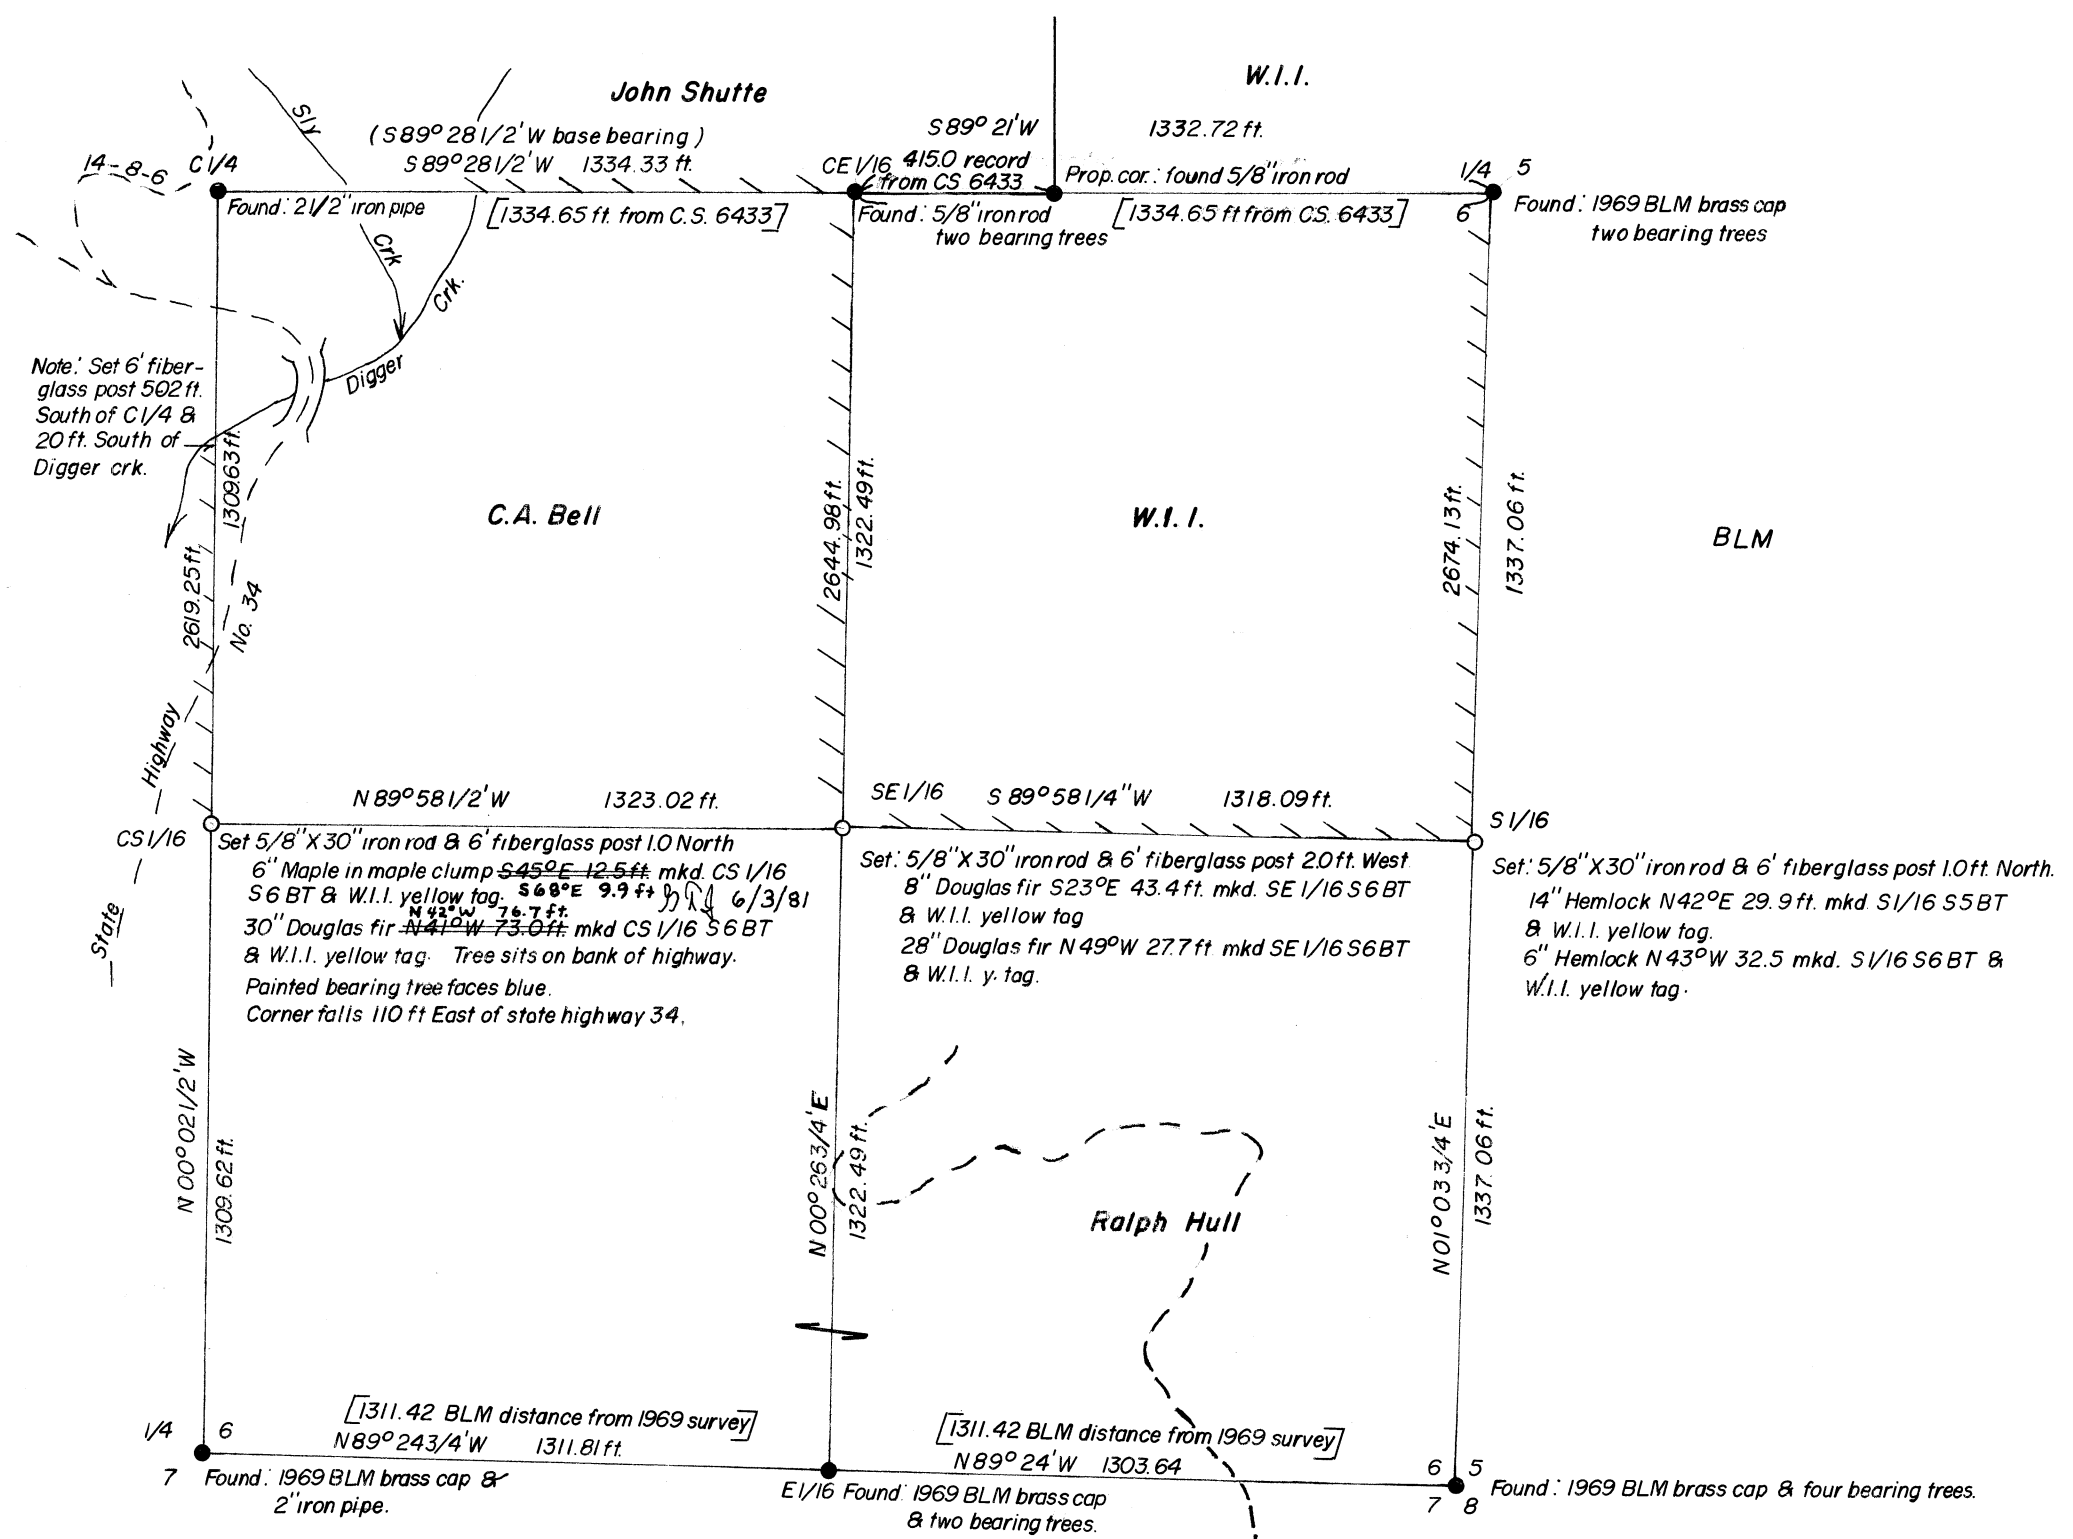 W.I.I.
John Shutte
(S89° 28 1/2' W base bearing)
S89° 21' W
1332.72 ft.
Sly
14-8-6
C 1/4
S89° 28 1/2' W 1334.33 ft.
CE 1/16
415.0 record
from CS 6433
Prop. cor.: found 5/8" iron rod
1/4
5
6
Found: 2 1/2" iron pipe
[1334.65 ft. from C.S. 6433]
Found: 5/8" iron rod
two bearing trees
[1334.65 ft from CS. 6433]
Found: 1969 BLM brass cap
two bearing trees
Crk
Crk.
Digger
Note: Set 6' fiber-
glass post 502 ft.
South of C 1/4 &
20 ft. South of
Digger crk.
1309.63 ft.
2619.25 ft.
No. 34
C.A. Bell
2644.98 ft.
1322.49 ft.
W.I.I.
2674.13 ft.
1337.06 ft.
BLM
Highway
State
N 89° 58 1/2' W 1323.02 ft.
SE 1/16
S 89° 58 1/4" W 1318.09 ft.
S 1/16
CS 1/16
Set 5/8" X 30" iron rod & 6' fiberglass post 1.0 North
6" Maple in maple clump S45°E 12.5 ft mkd. CS 1/16
S6 BT & W.I.I. yellow tag. S68°E 9.9 ft 6/3/81
N 42° W 76.7 ft.
30" Douglas fir N41°W 73.0 ft. mkd CS 1/16 S6 BT
& W.I.I. yellow tag. Tree sits on bank of highway.
Painted bearing tree faces blue.
Corner falls 110 ft East of state highway 34.
Set: 5/8" X 30" iron rod & 6' fiberglass post 2.0 ft. West
8" Douglas fir S23°E 43.4 ft. mkd. SE 1/16 S6 BT
& W.I.I. yellow tag
28" Douglas fir N 49°W 27.7 ft mkd SE 1/16 S6 BT
& W.I.I. y. tag.
Set: 5/8" X 30" iron rod & 6' fiberglass post 1.0 ft. North.
14" Hemlock N42°E 29.9 ft. mkd S1/16 S5 BT
& W.I.I. yellow tag.
6" Hemlock N 43°W 32.5 mkd. S1/16 S6 BT &
W.I.I. yellow tag.
N 00° 02 1/2' W
1309.62 ft.
N 00° 26 3/4' E
1322.49 ft.
Ralph Hull
N 01° 03 3/4' E
1337.06 ft.
[1311.42 BLM distance from 1969 survey]
N 89° 24 3/4' W 1311.81 ft.
[1311.42 BLM distance from 1969 survey]
N 89° 24' W 1303.64
1/4
6
7
Found: 1969 BLM brass cap &
2" iron pipe.
E 1/16 Found: 1969 BLM brass cap
& two bearing trees.
6
5
7
8
Found: 1969 BLM brass cap & four bearing trees.